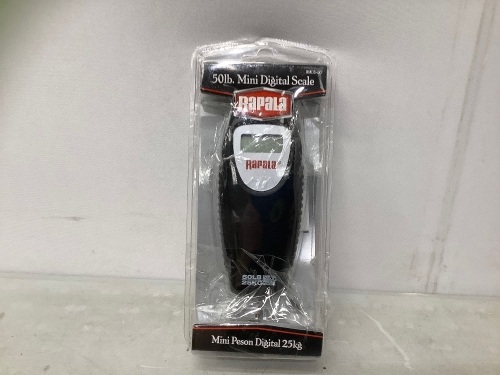 50lb. Mini Digital Scale
RAPALA
RAPALA
Mini Peson Digital 25kg